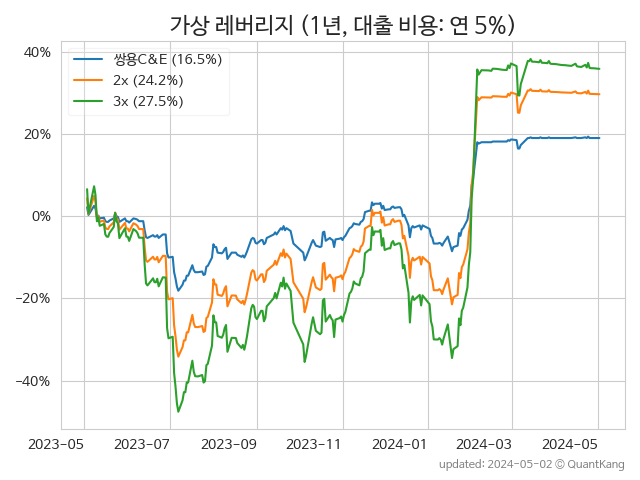 가상 레버리지 (1년, 대출 비용: 연 5%)
쌍용C&E (16.5%)
2x (24.2%)
3x (27.5%)
40%
20%
0%
−20%
−40%
2023-05 2023-07 2023-09 2023-11 2024-01 2024-03 2024-05
updated: 2024-05-02 © QuantKang